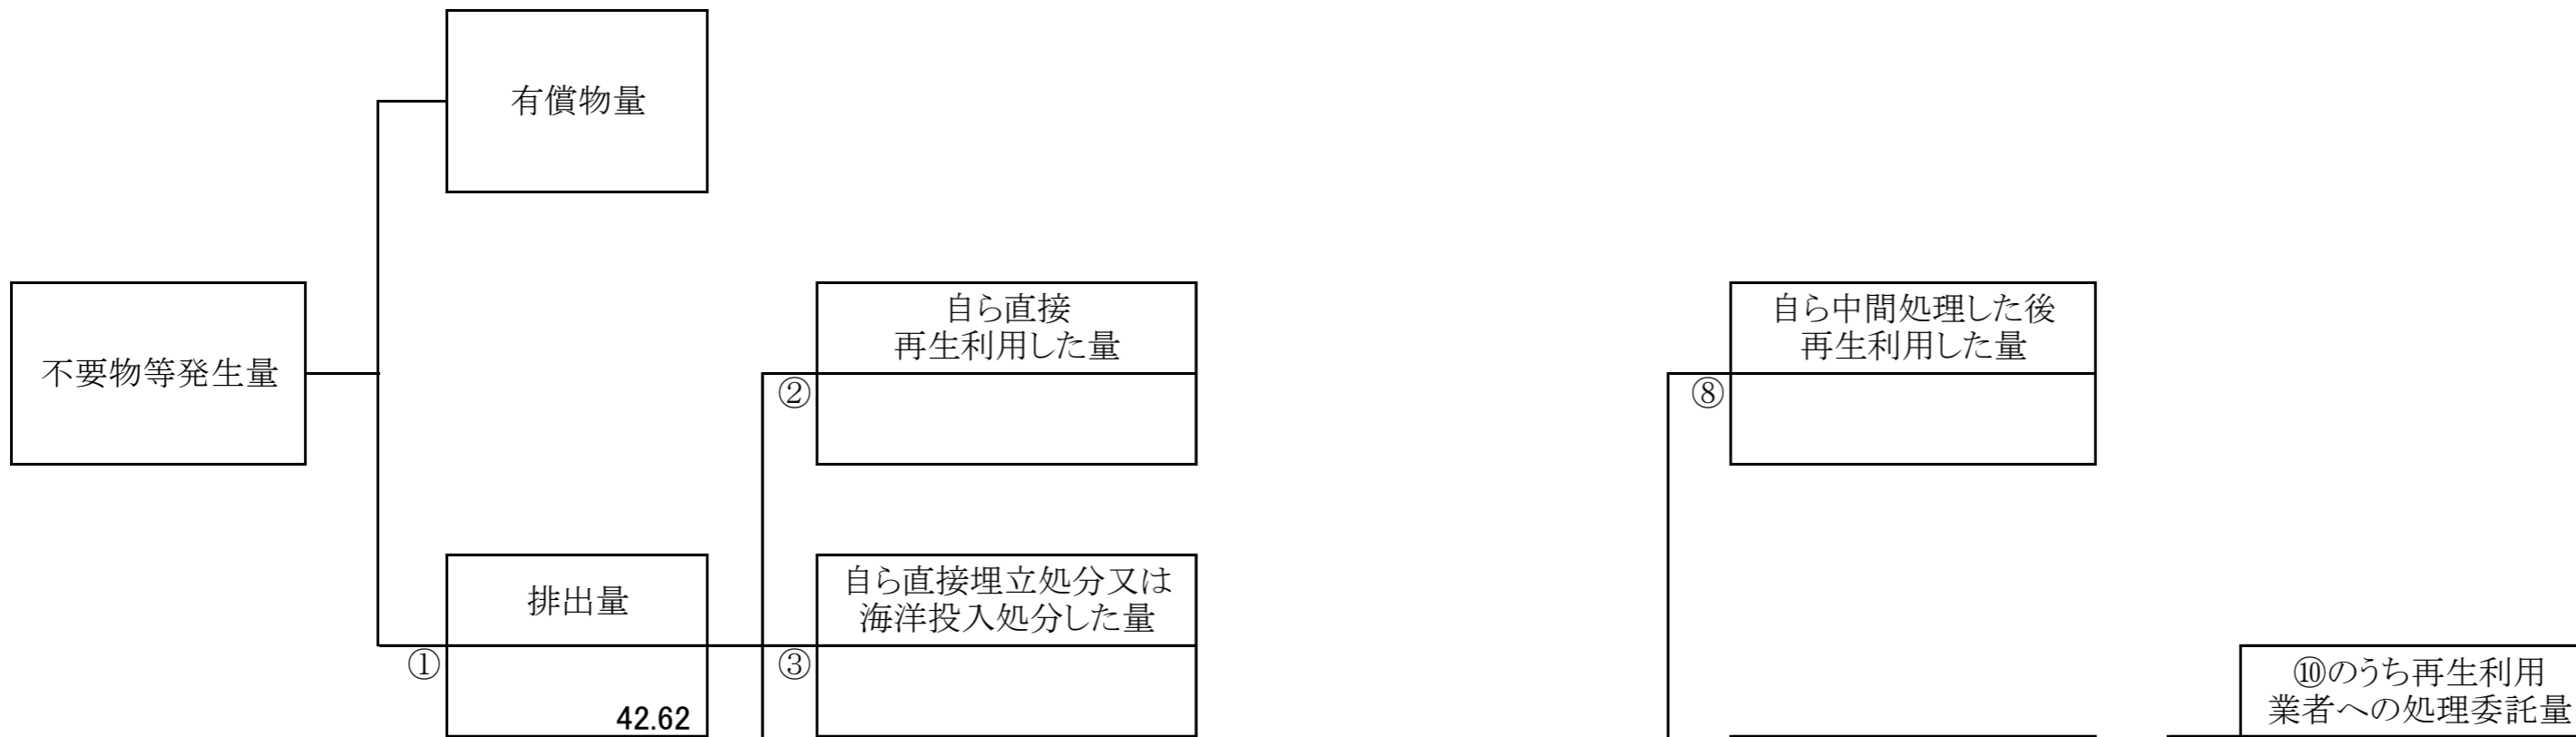 有償物量
不要物等発生量
自ら直接
再生利用した量
②
自ら中間処理した後
再生利用した量
⑧
排出量
①
42.62
自ら直接埋立処分又は
海洋投入処分した量
③
⑩のうち再生利用
業者への処理委託量